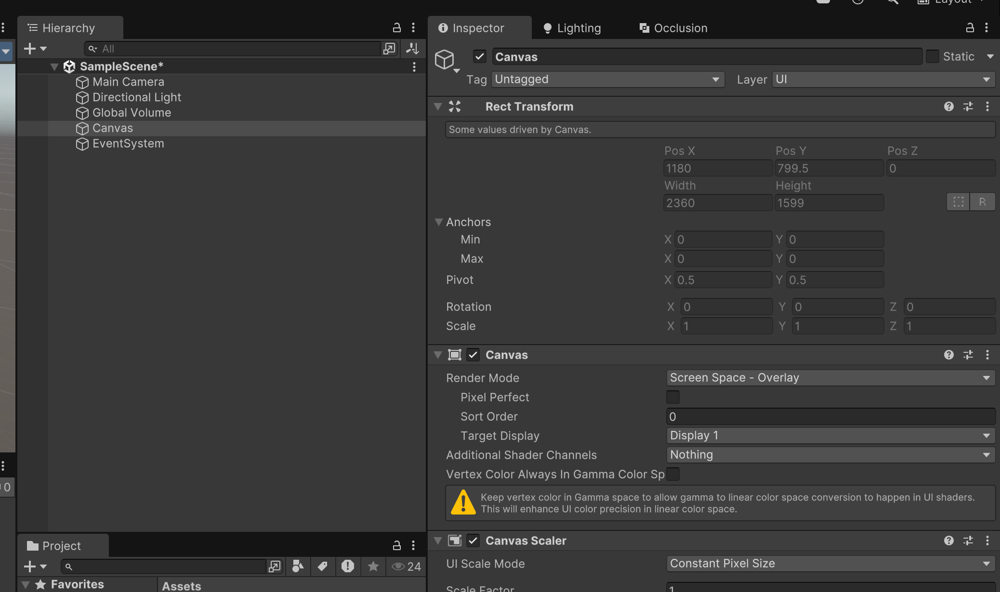 Layout
Hierarchy
Inspector
Lighting
Occlusion
All
Canvas
Static
SampleScene*
Tag
Untagged
Layer
UI
Main Camera
Directional Light
Global Volume
Canvas
EventSystem
Rect Transform
Some values driven by Canvas.
Pos X Pos Y Pos Z
1180 799.5 0
Width Height
2360 1599
R
Anchors
Min X 0 Y 0
Max X 0 Y 0
Pivot X 0.5 Y 0.5
Rotation X 0 Y 0 Z 0
Scale X 1 Y 1 Z 1
Canvas
Render Mode Screen Space - Overlay
Pixel Perfect
Sort Order 0
Target Display Display 1
Additional Shader Channels Nothing
Vertex Color Always In Gamma Color Sp
0
Keep vertex color in Gamma space to allow gamma to linear color space conversion to happen in UI shaders.
This will enhance UI color precision in linear color space.
Canvas Scaler
UI Scale Mode Constant Pixel Size
Scale Factor 1
Project
24
Favorites
Assets